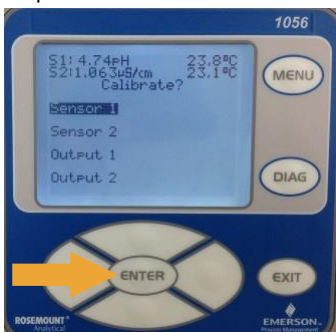 1056
S1: 4.74pH 23.8ºC
S2:1.063µS/cm 23.1ºC
Calibrate?
Sensor 1
Sensor 2
Output 1
Output 2
MENU
DIAG
ENTER
EXIT
ROSEMOUNT®
Analytical
EMERSON.
Process Management